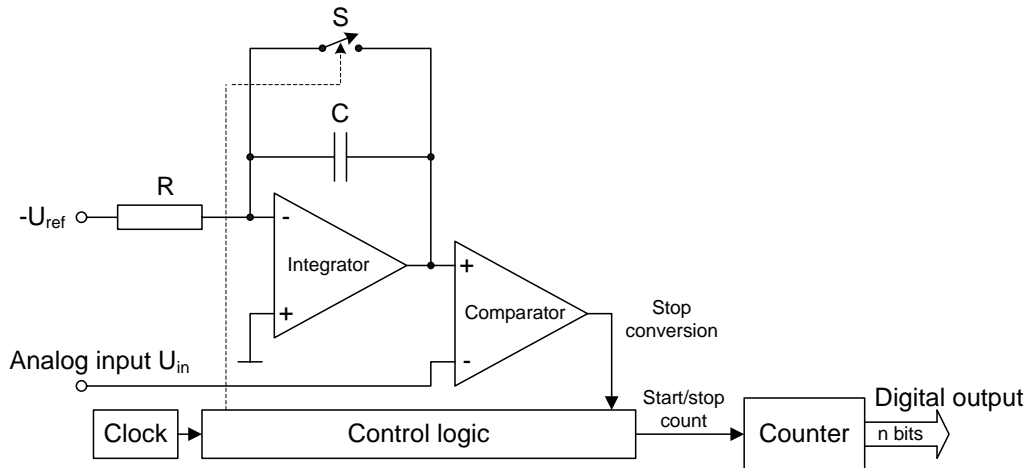 S
C
R
-U_ref
-
Integrator
+
+
Comparator
-
Stop
conversion
Analog input U_in
Clock
Control logic
Start/stop
count
Counter
Digital output
n bits